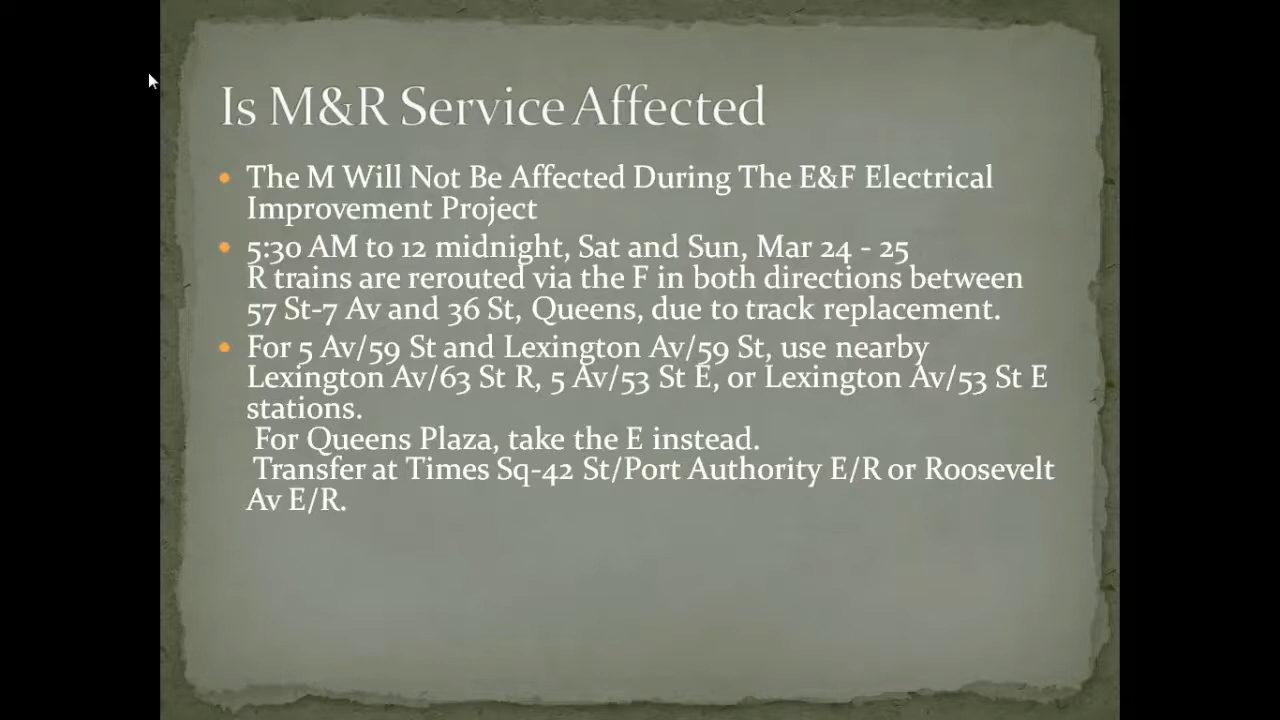 Is M&R Service Affected
• The M Will Not Be Affected During The E&F Electrical
Improvement Project
• 5:30 AM to 12 midnight, Sat and Sun, Mar 24 - 25
R trains are rerouted via the F in both directions between
57 St-7 Av and 36 St, Queens, due to track replacement.
• For 5 Av/59 St and Lexington Av/59 St, use nearby
Lexington Av/63 St R, 5 Av/53 St E, or Lexington Av/53 St E
stations.
For Queens Plaza, take the E instead.
Transfer at Times Sq-42 St/Port Authority E/R or Roosevelt
Av E/R.